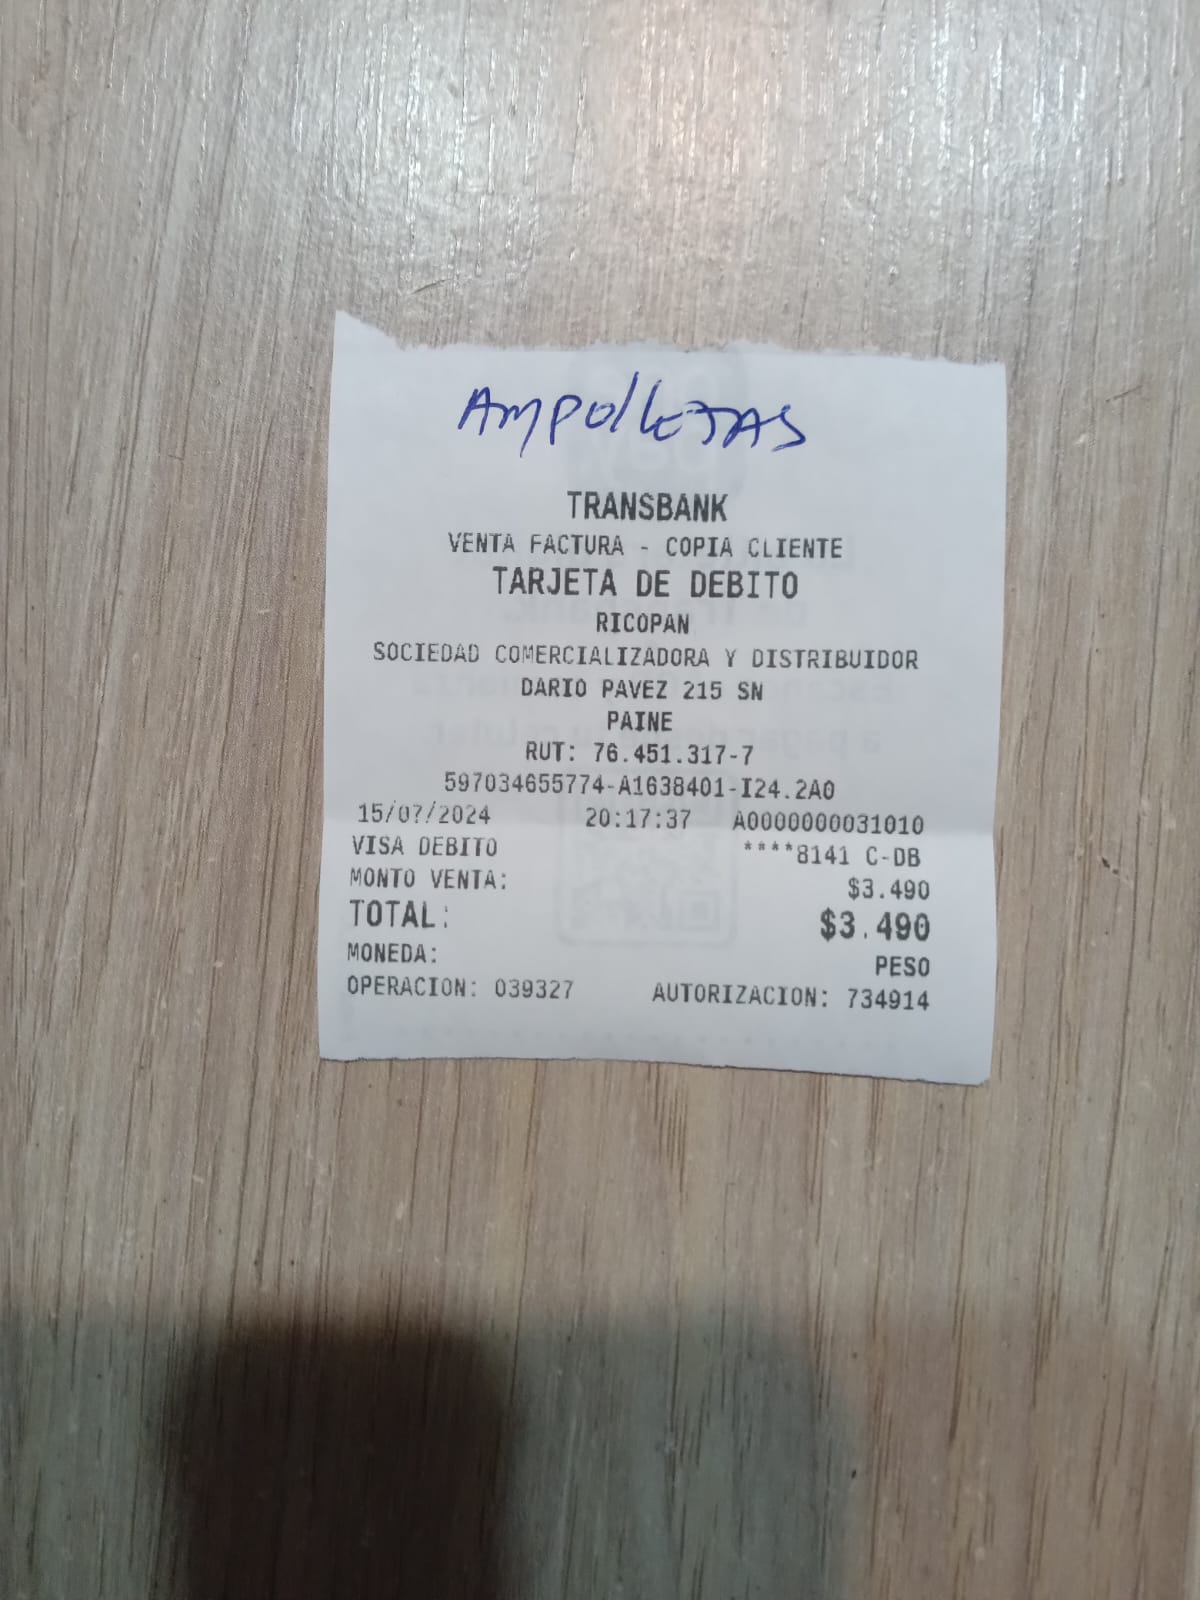 AMPOLLETAS
TRANSBANK
VENTA FACTURA - COPIA CLIENTE
TARJETA DE DEBITO
RICOPAN
SOCIEDAD COMERCIALIZADORA Y DISTRIBUIDOR
DARIO PAVEZ 215 SN
PAINE
RUT: 76.451.317-7
597034655774-A1638401-I24.2A0
15/07/2024 20:17:37 A0000000031010
VISA DEBITO ****8141 C-DB
MONTO VENTA: $3.490
TOTAL: $3.490
MONEDA: PESO
OPERACION: 039327 AUTORIZACION: 734914